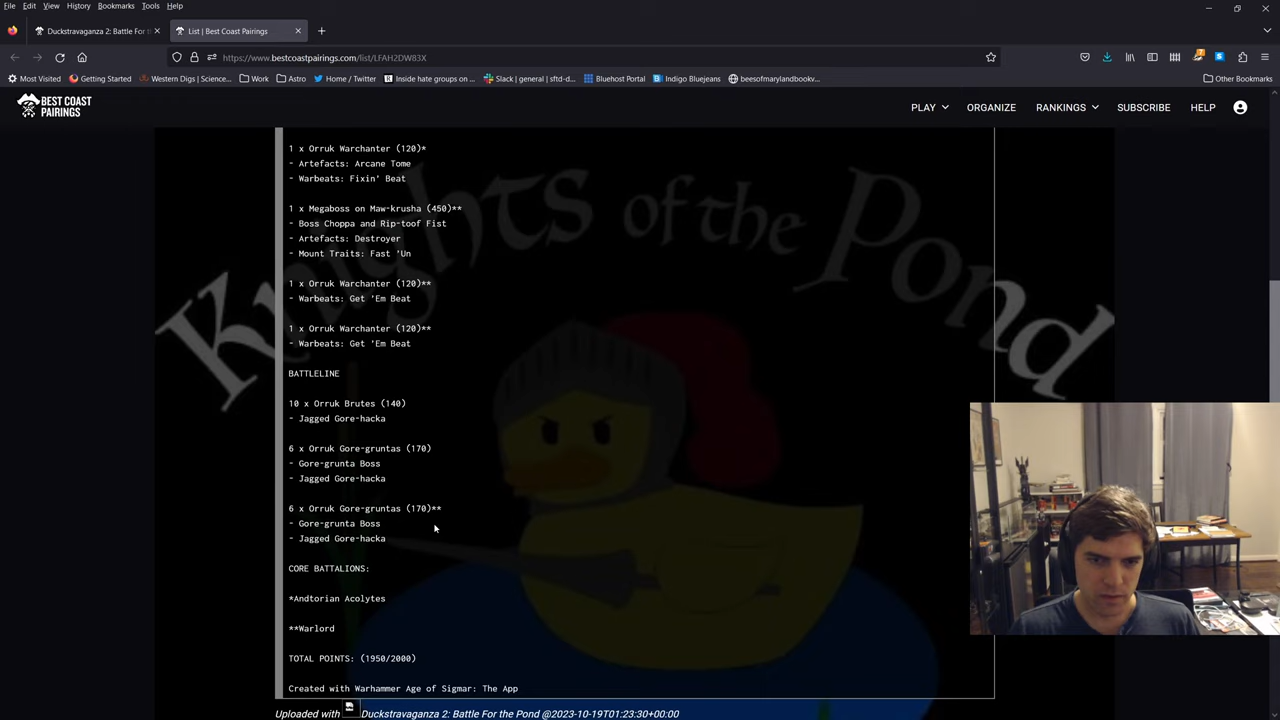 File Edit View History Bookmarks Tools Help
Duckstravaganza 2: Battle For th
List | Best Coast Pairings
https://www.bestcoastpairings.com/list/LFAH2DW83X
Most Visited Getting Started Western Digs | Science... Work Astro Home / Twitter Inside hate groups on ... Slack | general | sftd-d... Bluehost Portal Indigo Bluejeans beesofmarylandbookv... Other Bookmarks
BEST COAST
PAIRINGS
PLAY ORGANIZE RANKINGS SUBSCRIBE HELP
Knights of the Pond
1 x Orruk Warchanter (120)*
- Artefacts: Arcane Tome
- Warbeats: Fixin' Beat
1 x Megaboss on Maw-krusha (450)**
- Boss Choppa and Rip-toof Fist
- Artefacts: Destroyer
- Mount Traits: Fast 'Un
1 x Orruk Warchanter (120)**
- Warbeats: Get 'Em Beat
1 x Orruk Warchanter (120)**
- Warbeats: Get 'Em Beat
BATTLELINE
10 x Orruk Brutes (140)
- Jagged Gore-hacka
6 x Orruk Gore-gruntas (170)
- Gore-grunta Boss
- Jagged Gore-hacka
6 x Orruk Gore-gruntas (170)**
- Gore-grunta Boss
- Jagged Gore-hacka
CORE BATTALIONS:
*Andtorian Acolytes
**Warlord
TOTAL POINTS: (1950/2000)
Created with Warhammer Age of Sigmar: The App
Uploaded with Duckstravaganza 2: Battle For the Pond @2023-10-19T01:23:30+00:00